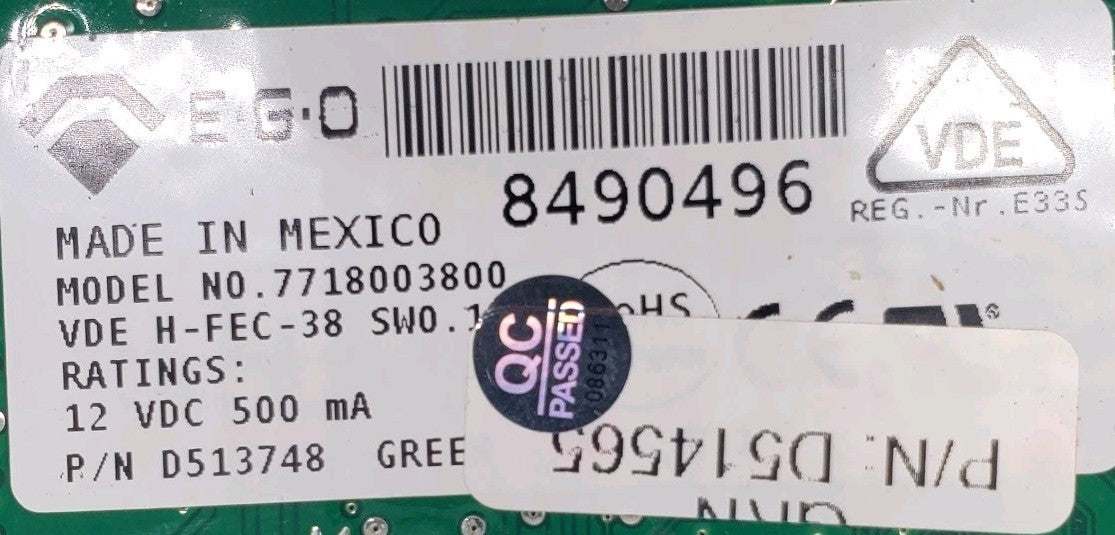 E·G·O
8490496
VDE
REG.-Nr.E33S
MADE IN MEXICO
MODEL NO.7718003800
VDE H-FEC-38 SW0.1
RATINGS:
12 VDC 500 mA
P/N D513748 GREE
QC
PASSED
086311
P/N: D514565